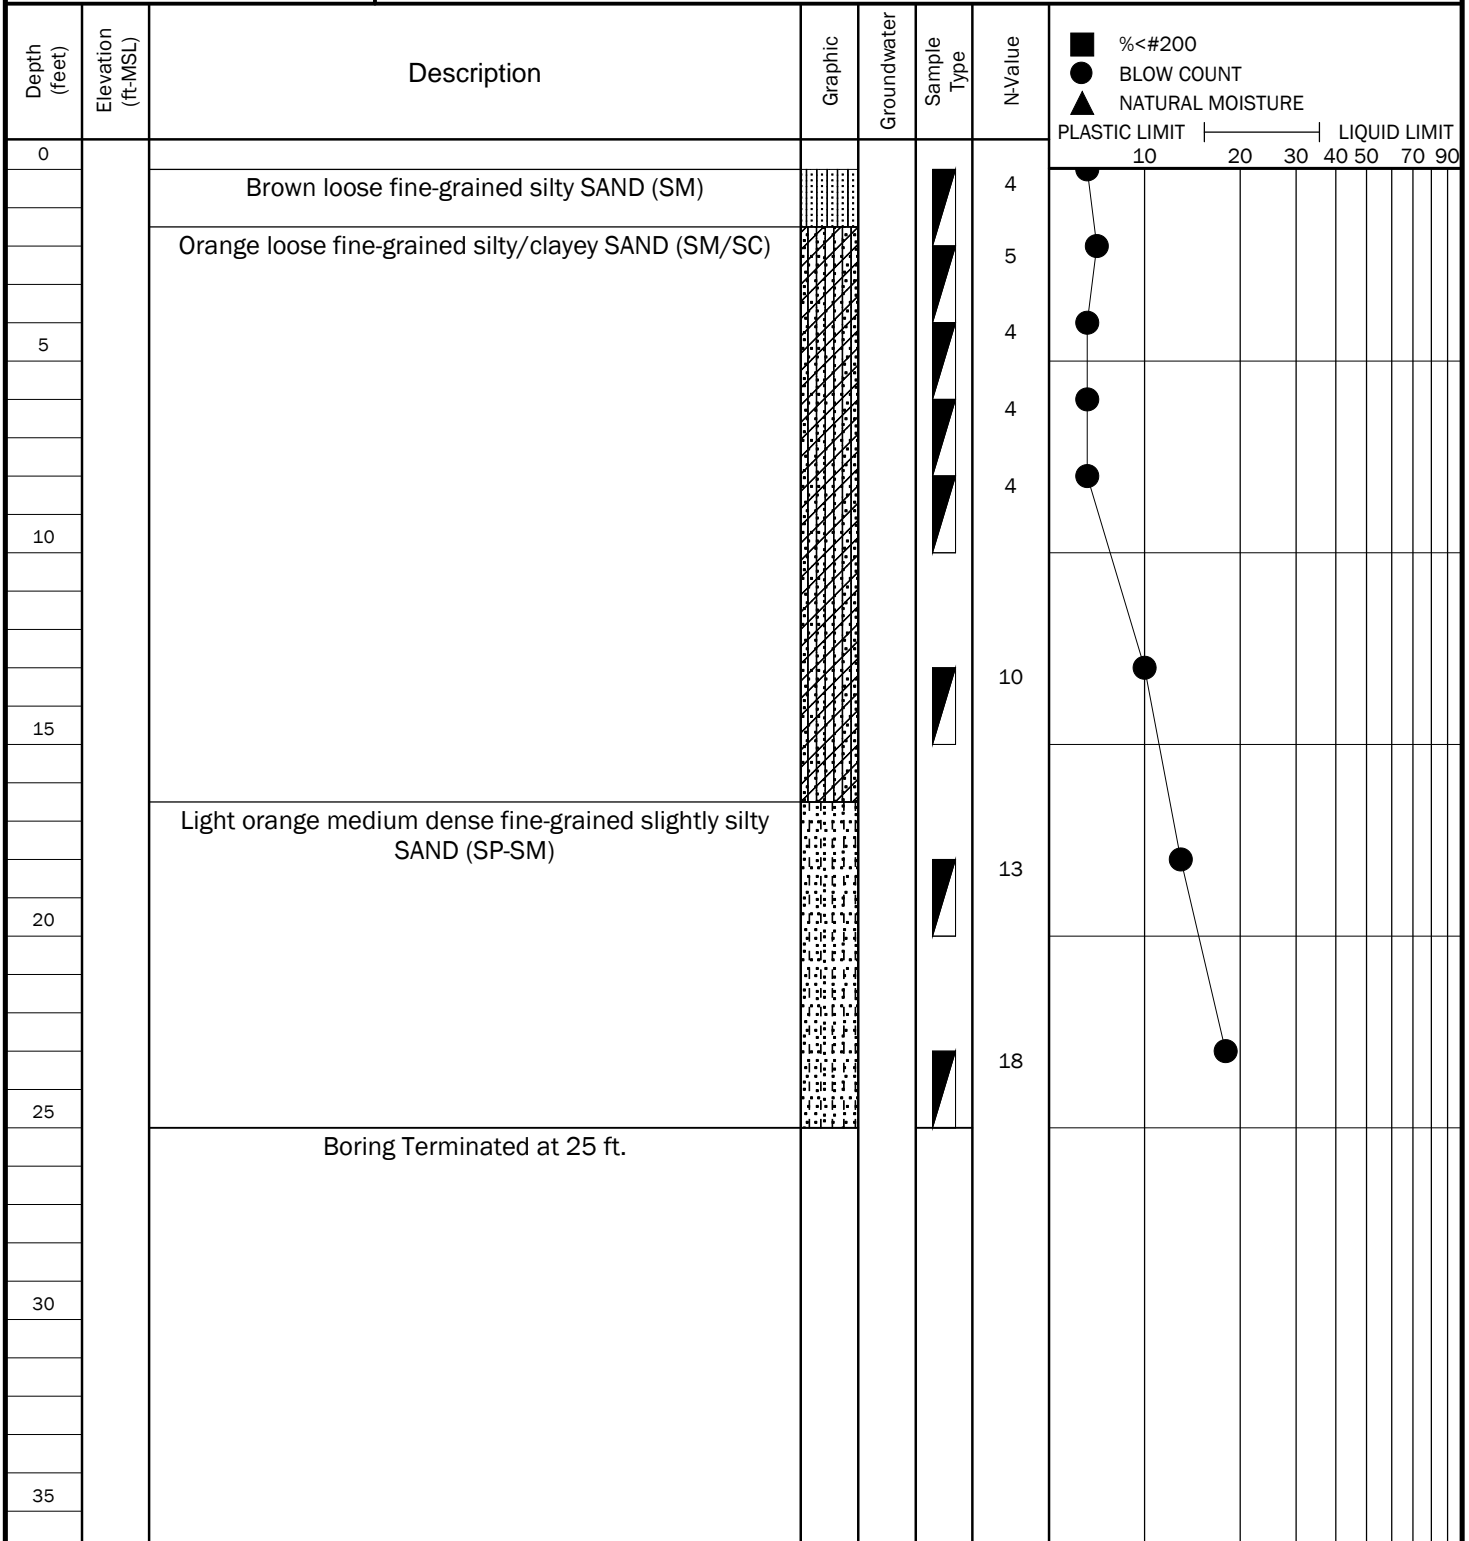 Depth
(feet)
Elevation
(ft-MSL)
Description
Graphic
Groundwater
Sample
Type
N-Value
%<#200
BLOW COUNT
NATURAL MOISTURE
PLASTIC LIMIT LIQUID LIMIT
10 20 30 40 50 70 90
0
Brown loose fine-grained silty SAND (SM)
4
Orange loose fine-grained silty/clayey SAND (SM/SC)
5
4
5
4
4
10
10
15
Light orange medium dense fine-grained slightly silty
SAND (SP-SM)
13
20
18
25
Boring Terminated at 25 ft.
30
35